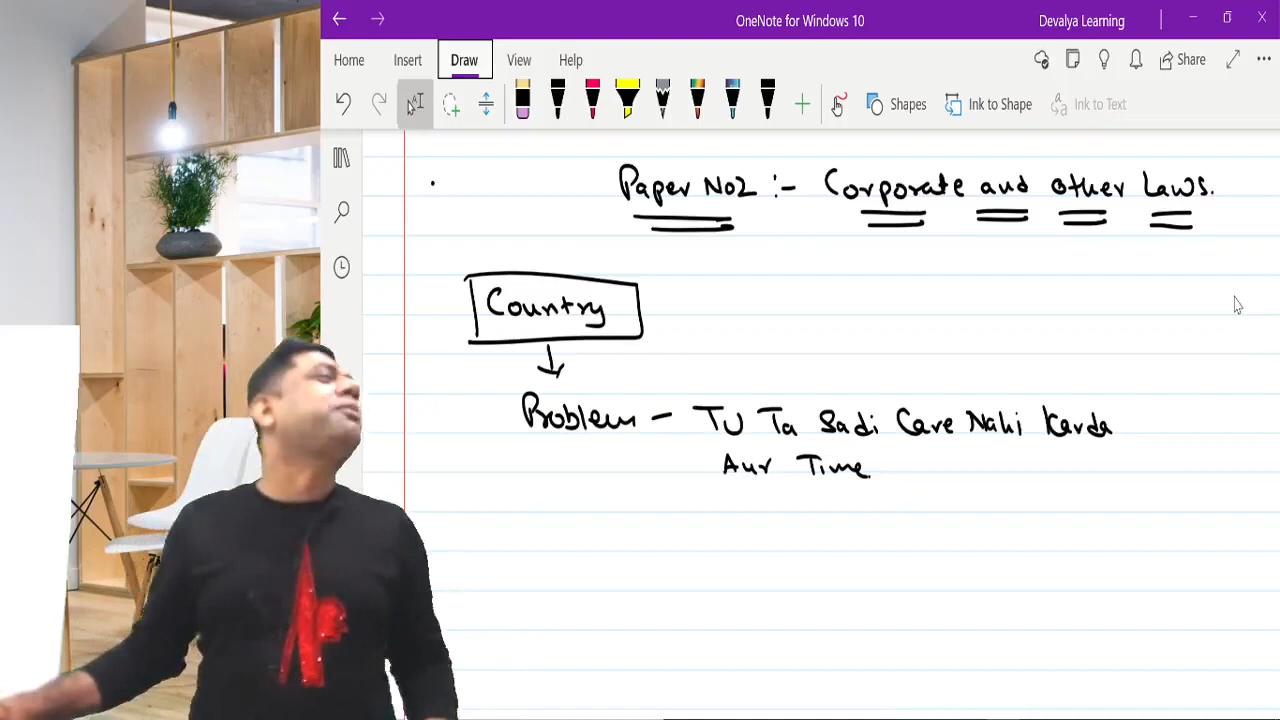 OneNote for Windows 10
Devalya Learning
Home Insert Draw View Help
Share
Shapes
Ink to Shape
Ink to Text
Paper No2 :- Corporate and other Laws.
Country
Problem - TU Ta Sadi Care Nahi Karda
Aur Time